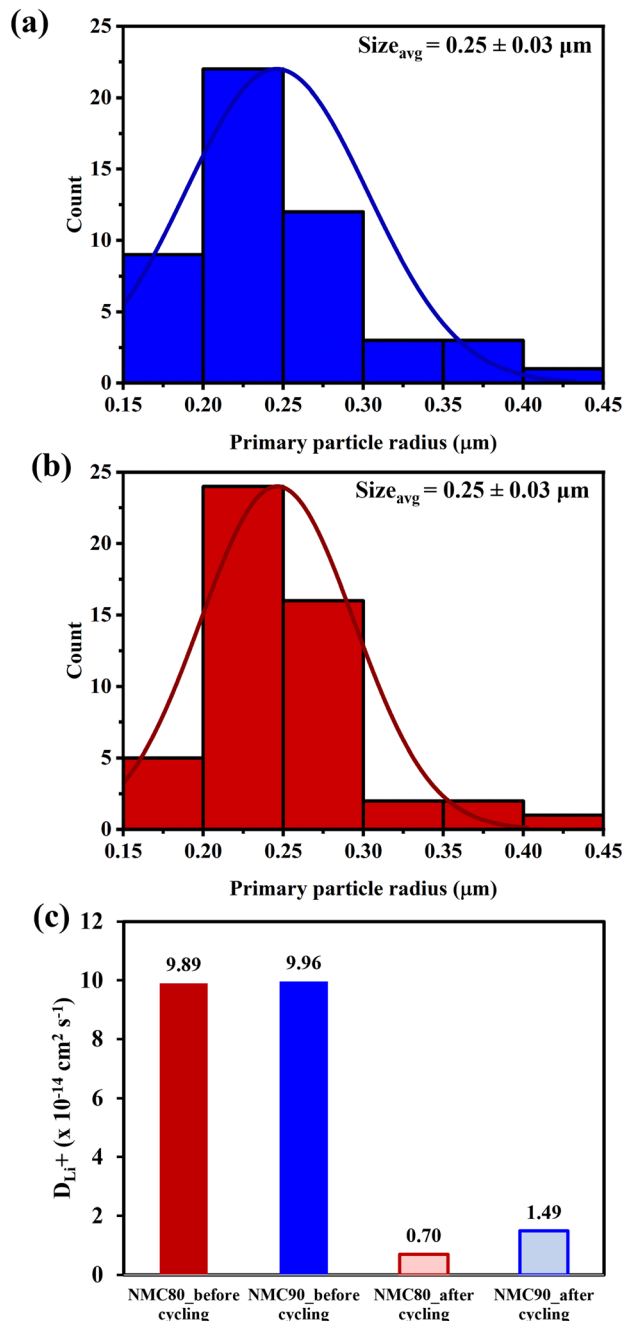 (a)
Size_avg = 0.25 ± 0.03 μm
25
20
15
10
5
0
Count
0.15 0.20 0.25 0.30 0.35 0.40 0.45
Primary particle radius (μm)
(b)
Size_avg = 0.25 ± 0.03 μm
25
20
15
10
5
0
Count
0.15 0.20 0.25 0.30 0.35 0.40 0.45
Primary particle radius (μm)
(c)
12
10
8
6
4
2
0
D_Li+ (x 10⁻¹⁴ cm² s⁻¹)
9.89 9.96 0.70 1.49
NMC80_before NMC90_before NMC80_after NMC90_after
cycling cycling cycling cycling